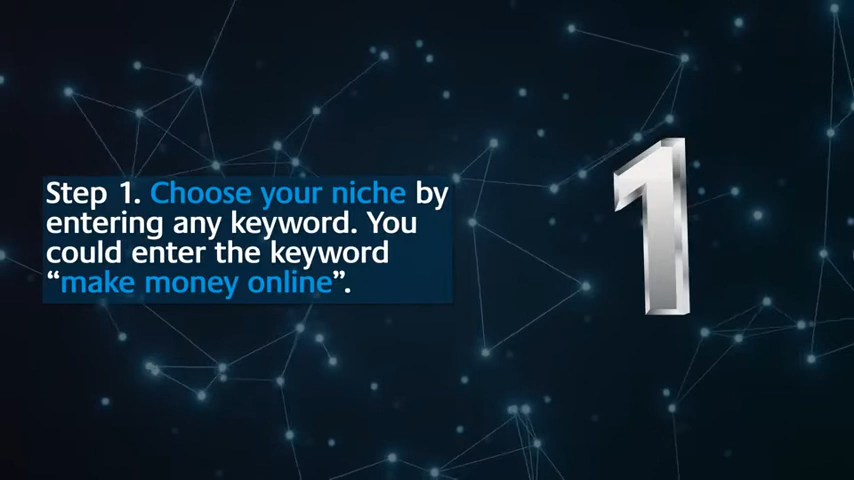 Step 1. Choose your niche by
entering any keyword. You
could enter the keyword
“make money online”.
1